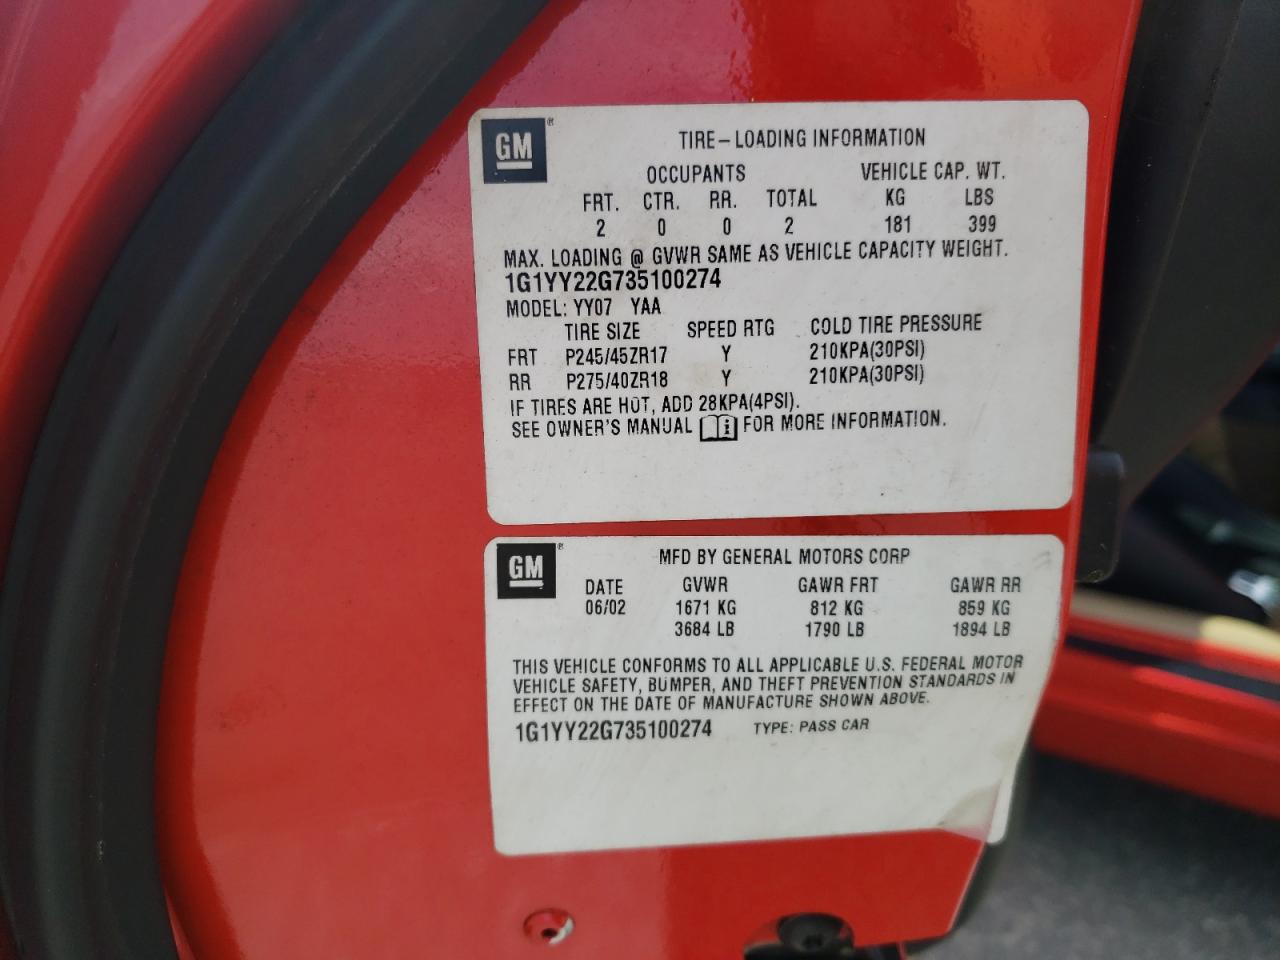 GM®
TIRE-LOADING INFORMATION
OCCUPANTS VEHICLE CAP. WT.
FRT. CTR. RR. TOTAL KG LBS
2 0 0 2 181 399
MAX. LOADING @ GVWR SAME AS VEHICLE CAPACITY WEIGHT.
1G1YY22G735100274
MODEL: YY07 YAA
TIRE SIZE SPEED RTG COLD TIRE PRESSURE
FRT P245/45ZR17 Y 210KPA(30PSI)
RR P275/40ZR18 Y 210KPA(30PSI)
IF TIRES ARE HOT, ADD 28KPA(4PSI).
SEE OWNER'S MANUAL i FOR MORE INFORMATION.
GM®
MFD BY GENERAL MOTORS CORP
DATE GVWR GAWR FRT GAWR RR
06/02 1671 KG 812 KG 859 KG
3684 LB 1790 LB 1894 LB
THIS VEHICLE CONFORMS TO ALL APPLICABLE U.S. FEDERAL MOTOR
VEHICLE SAFETY, BUMPER, AND THEFT PREVENTION STANDARDS IN
EFFECT ON THE DATE OF MANUFACTURE SHOWN ABOVE.
1G1YY22G735100274 TYPE: PASS CAR